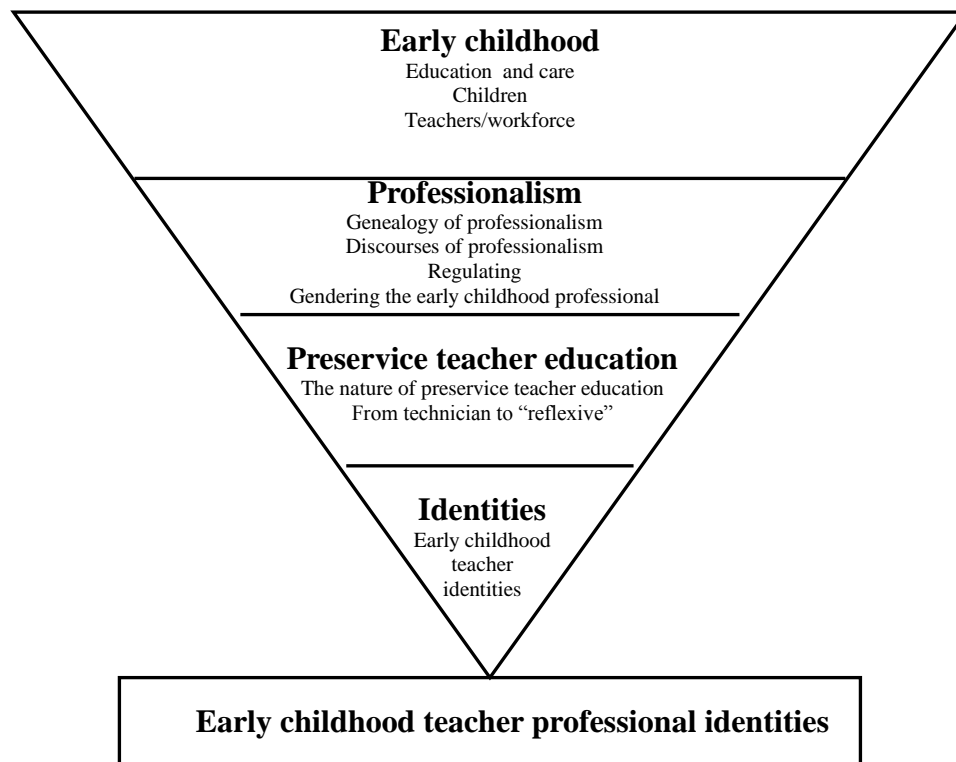 Early childhood
Education and care
Children
Teachers/workforce
Professionalism
Genealogy of professionalism
Discourses of professionalism
Regulating
Gendering the early childhood professional
Preservice teacher education
The nature of preservice teacher education
From technician to “reflexive”
Identities
Early childhood
teacher
identities
Early childhood teacher professional identities